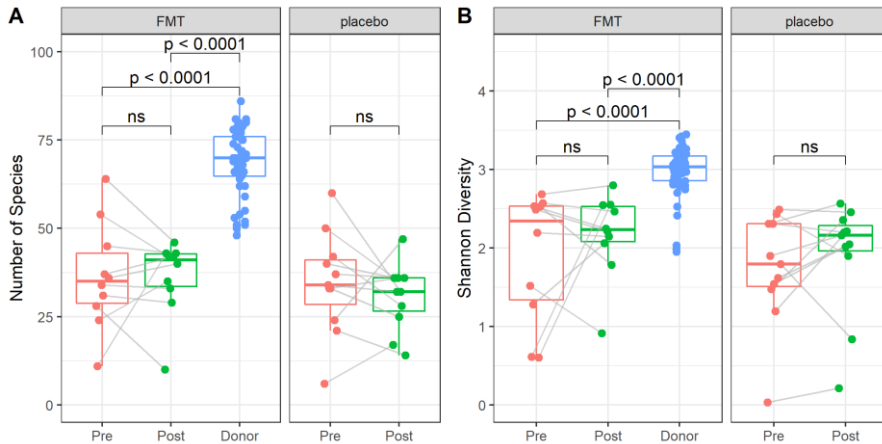 A
FMT
placebo
Number of Species
100
75
50
25
0
p < 0.0001
p < 0.0001
ns
ns
Pre
Post
Donor
Pre
Post
B
FMT
placebo
Shannon Diversity
4
3
2
1
0
p < 0.0001
p < 0.0001
ns
ns
Pre
Post
Donor
Pre
Post